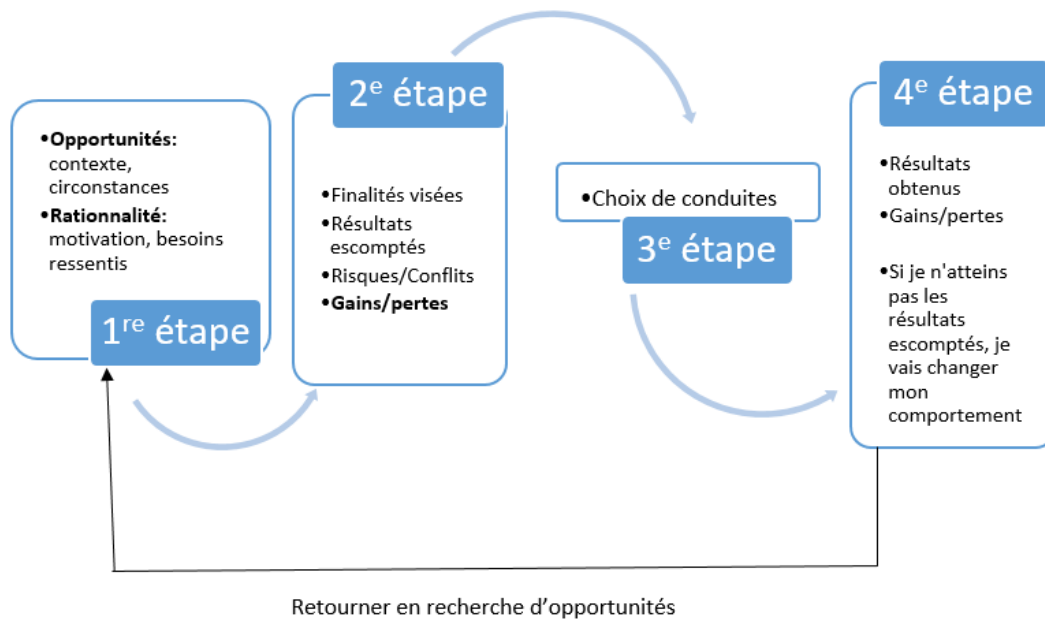 •Opportunités:
contexte,
circonstances
•Rationnalité:
motivation, besoins
ressentis
1re étape
2e étape
•Finalités visées
•Résultats
escomptés
•Risques/Conflits
•Gains/pertes
•Choix de conduites
3e étape
4e étape
•Résultats
obtenus
•Gains/pertes
•Si je n'atteins
pas les
résultats
escomptés, je
vais changer
mon
comportement
Retourner en recherche d’opportunités